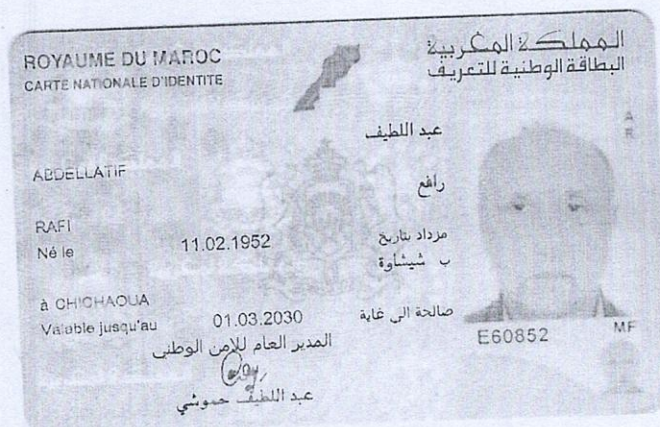 ROYAUME DU MAROC
المملكة المغربية
CARTE NATIONALE D'IDENTITE
البطاقة الوطنية للتعريف
عبد اللطيف
ABDELLATIF
رافع
RAFI
مزداد بتاريخ
Né le 11.02.1952
ب شيشاوة
à CHICHAOUA
صالحة الى غاية
Valable jusqu'au 01.03.2030
المدير العام للامن الوطني
عبد اللطيف حموشي
E60852
MF
A
R